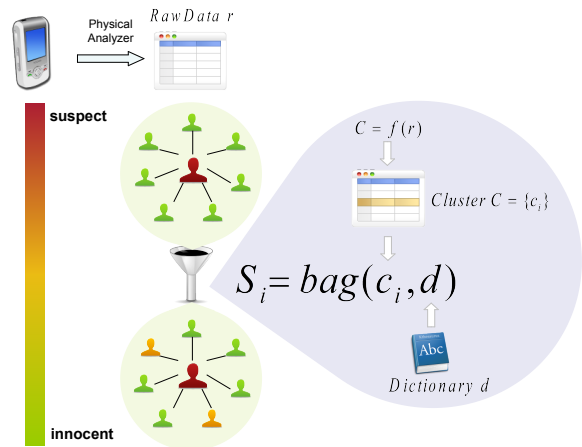 RawData r
Physical
Analyzer
suspect
C = f(r)
Cluster C = {c_i}
S_i = bag(c_i, d)
Abc
Dictionary d
innocent